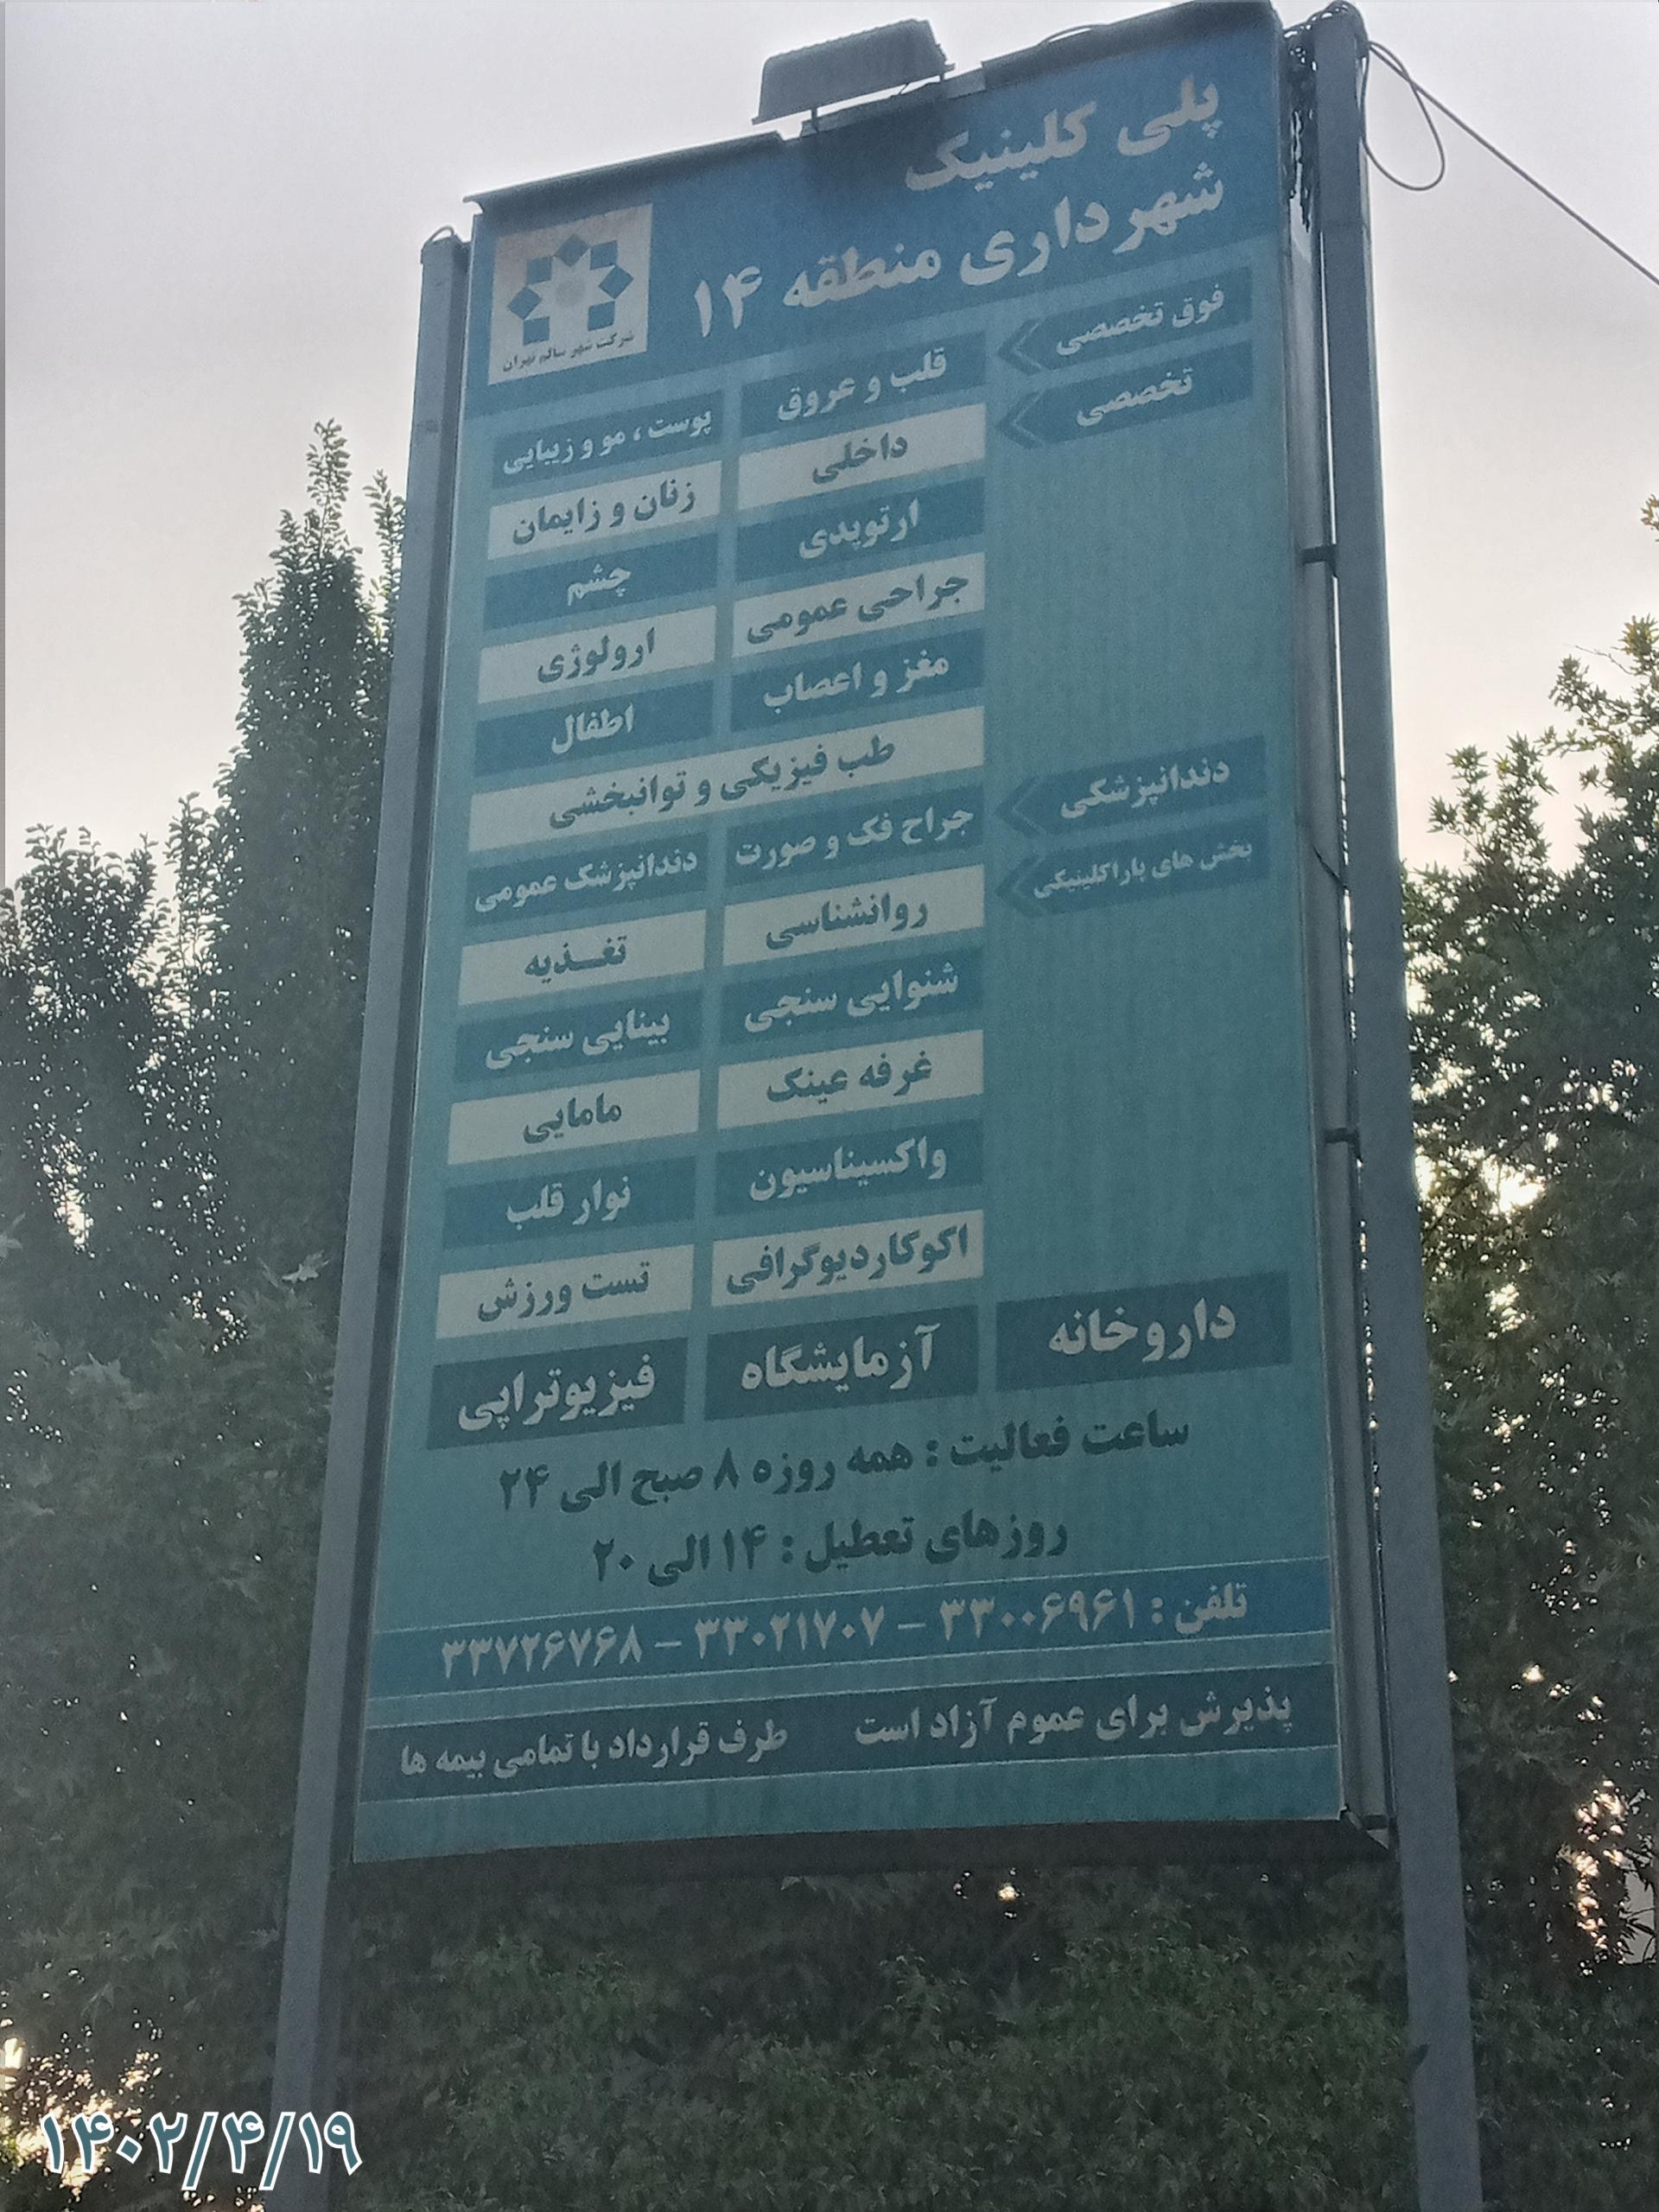 پلی کلینیک
شهرداری منطقه ۱۴
شرکت شهر سالم تهران
فوق تخصصی
قلب و عروق
پوست ، مو و زیبایی
تخصصی
داخلی
زنان و زایمان
ارتوپدی
چشم
جراحی عمومی
ارولوژی
مغز و اعصاب
اطفال
طب فیزیکی و توانبخشی
دندانپزشکی
جراح فک و صورت
دندانپزشک عمومی
بخش های پاراکلینیکی
روانشناسی
تغـذیه
شنوایی سنجی
بینایی سنجی
غرفه عینک
مامایی
واکسیناسیون
نوار قلب
اکوکاردیوگرافی
تست ورزش
داروخانه
آزمایشگاه
فیزیوتراپی
ساعت فعالیت : همه روزه ۸ صبح الی ۲۴
روزهای تعطیل : ۱۴ الی ۲۰
تلفن : ۳۳۰۰۶۹۶۱ - ۳۳۰۲۱۷۰۷ - ۳۳۷۲۶۷۶۸
پذیرش برای عموم آزاد است طرف قرارداد با تمامی بیمه ها
۱۴۰۲/۴/۱۹